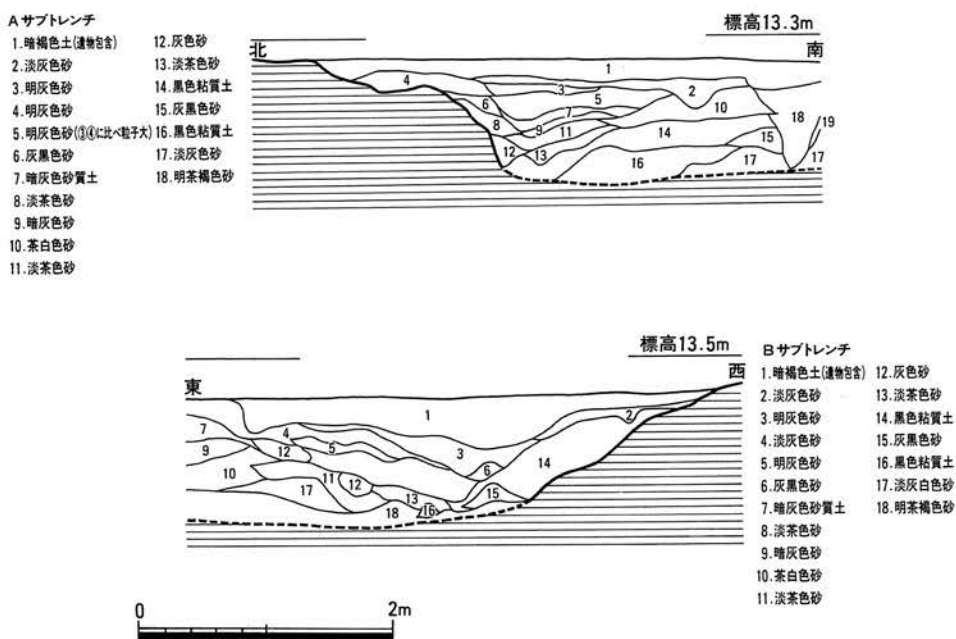 A サブトレンチ
1.暗褐色土(遺物包含)
2.淡灰色砂
3.明灰色砂
4.明灰色砂
5.明灰色砂(③④に比べ粒子大)
6.灰黒色砂
7.暗灰色砂質土
8.淡茶色砂
9.暗灰色砂
10.茶白色砂
11.淡茶色砂
12.灰色砂
13.淡茶色砂
14.黒色粘質土
15.灰黒色砂
16.黒色粘質土
17.淡灰色砂
18.明茶褐色砂
標高13.3m
北
南
1
4
3
2
5
6
7
10
8
9
11
14
18
19
15
12
13
16
17
17
標高13.5m
東
西
1
2
7
4
5
3
9
12
6
14
10
11
12
17
13
15
18
16
B サブトレンチ
1.暗褐色土(遺物包含)
2.淡灰色砂
3.明灰色砂
4.淡灰色砂
5.明灰色砂
6.灰黒色砂
7.暗灰色砂質土
8.淡茶色砂
9.暗灰色砂
10.茶白色砂
11.淡茶色砂
12.灰色砂
13.淡茶色砂
14.黒色粘質土
15.灰黒色砂
16.黒色粘質土
17.淡灰白色砂
18.明茶褐色砂
0
2m